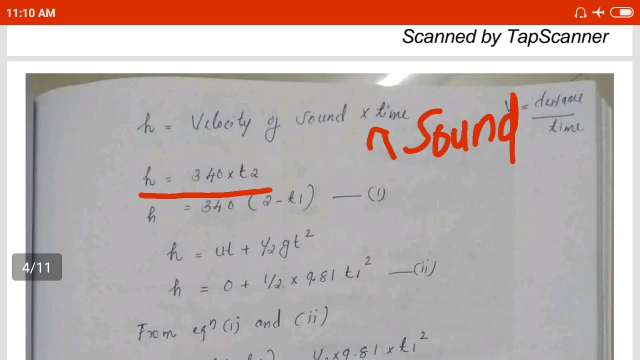 11:10 AM
Scanned by TapScanner
h = Velocity of sound x time
V = distance
time
Sound
h = 340 x t2
h = 340 (2 - t1) — (1)
h = ut + 1/2 gt²
4/11
h = 0 + 1/2 x 9.81 t1² — (ii)
From eqn (i) and (ii)
1/2 x 9.81 x t1²